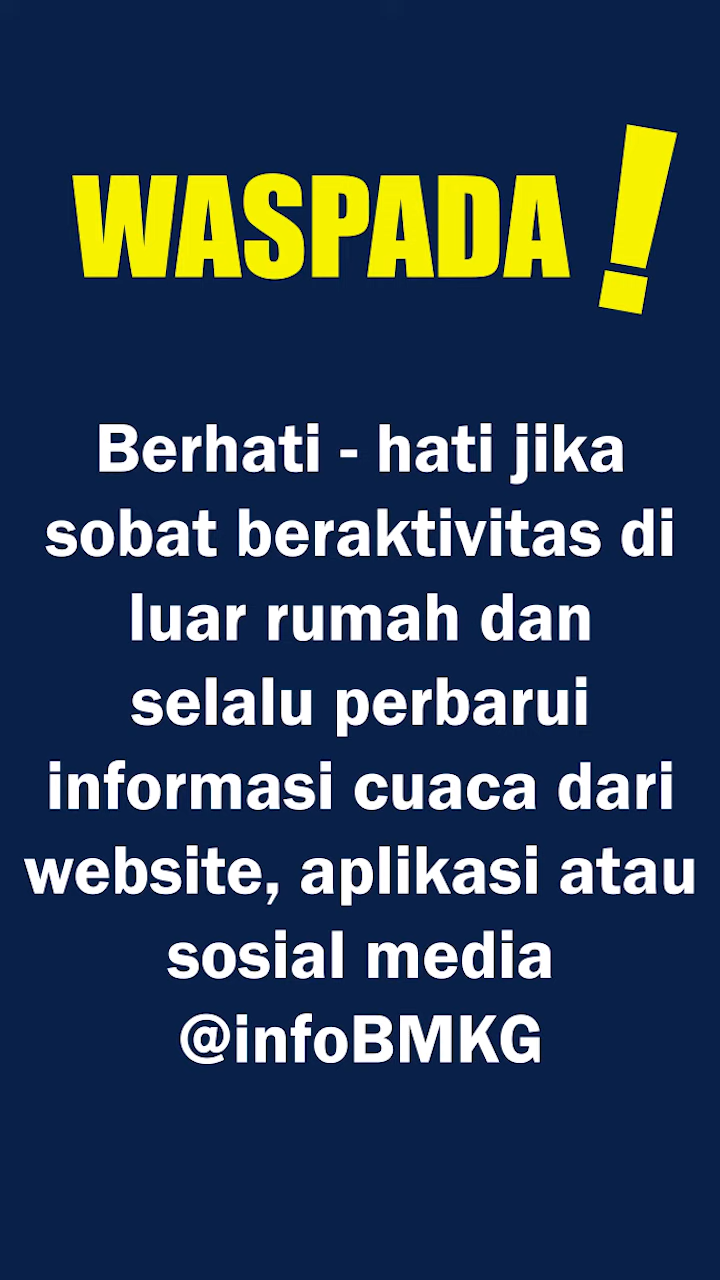 WASPADA!
Berhati - hati jika
sobat beraktivitas di
luar rumah dan
selalu perbarui
informasi cuaca dari
website, aplikasi atau
sosial media
@infoBMKG